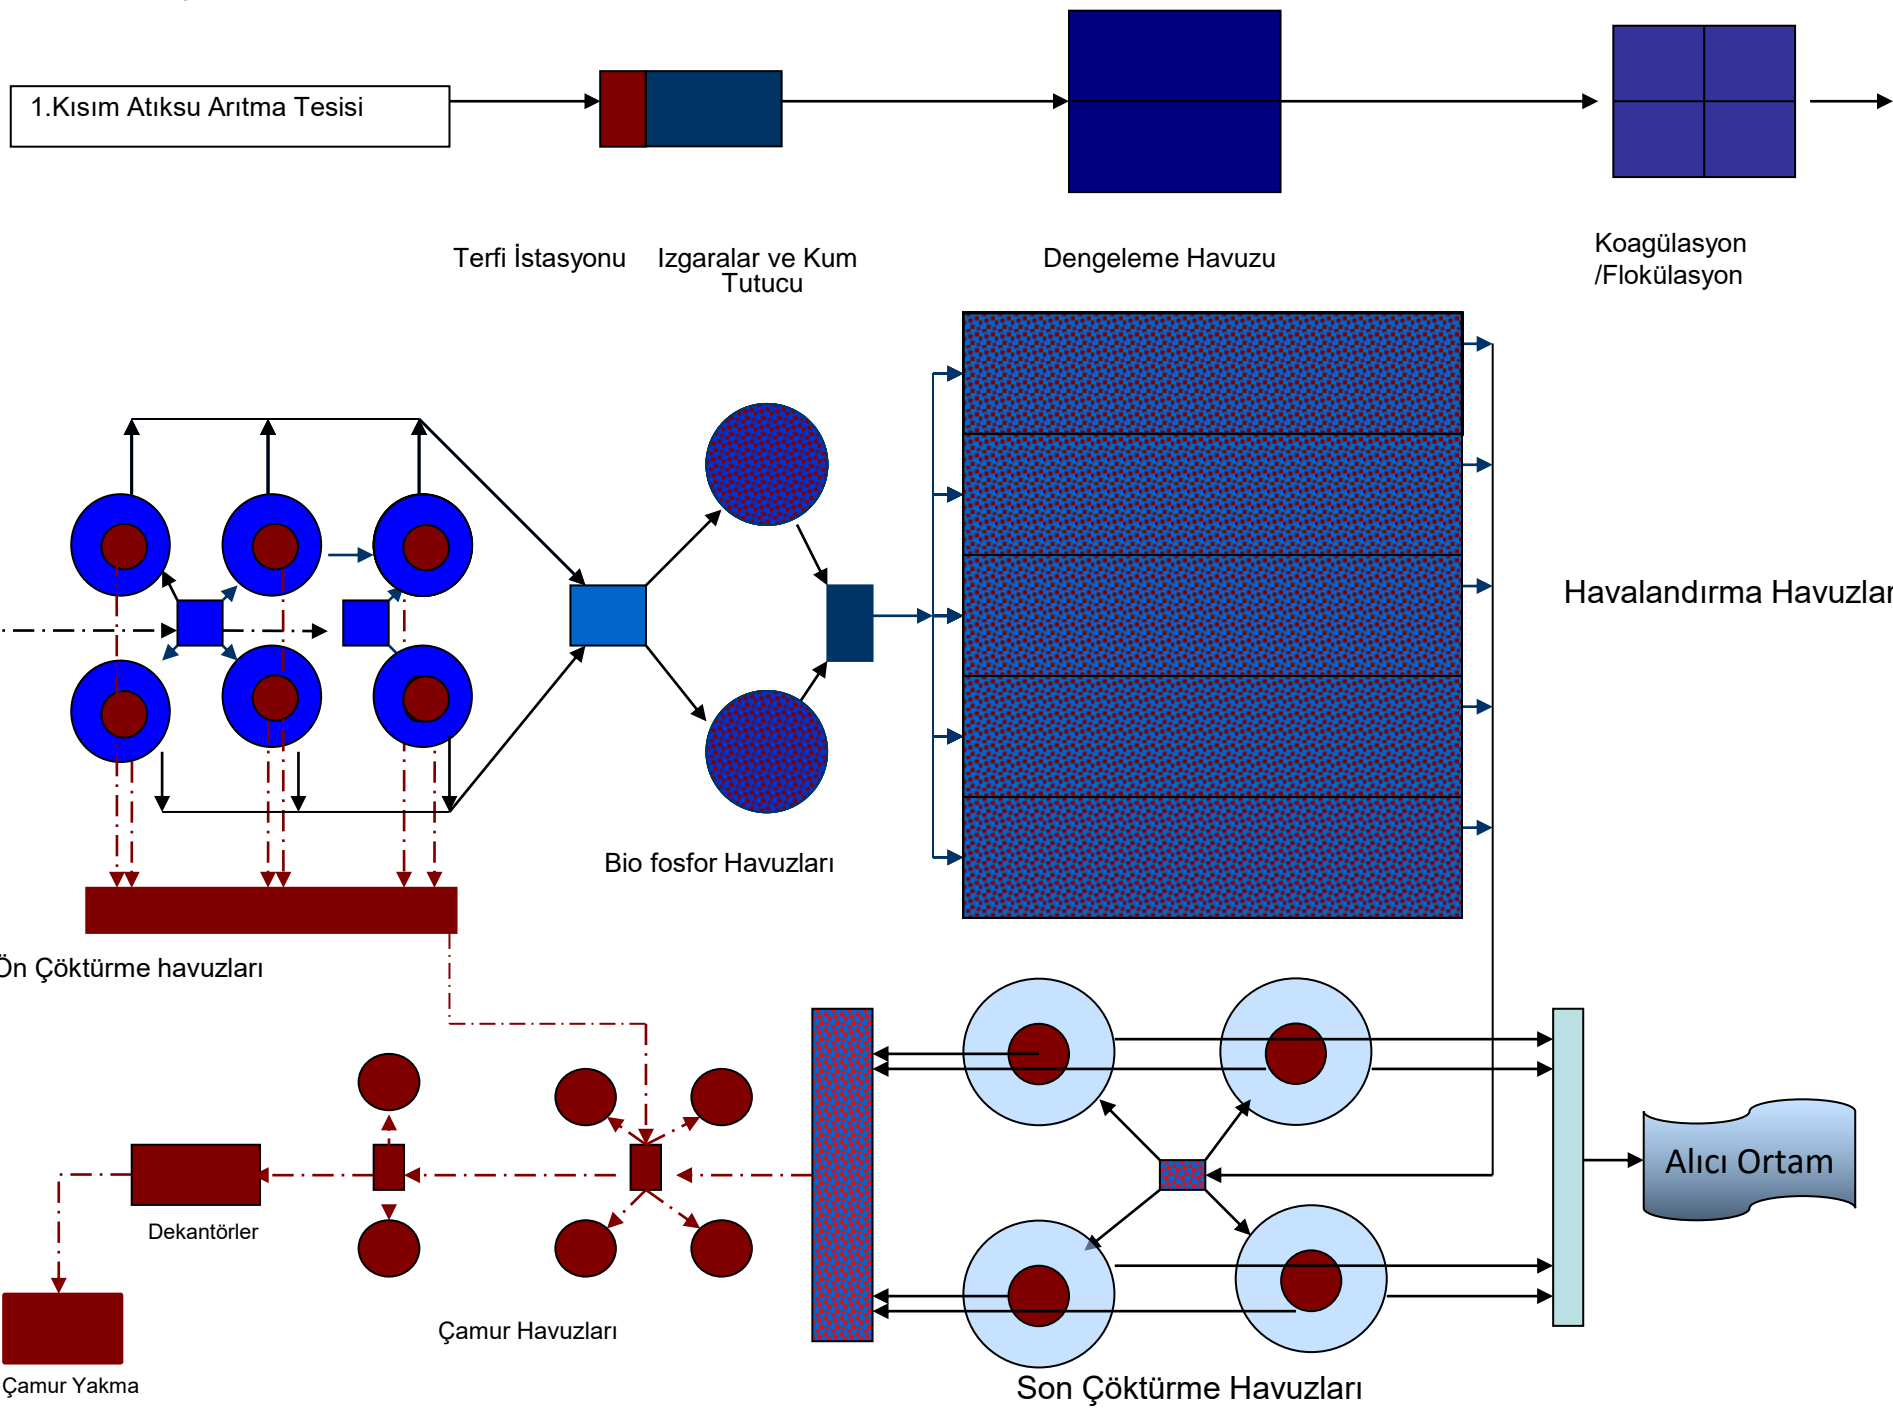 1.Kısım Atıksu Arıtma Tesisi
Terfi İstasyonu
Izgaralar ve Kum
Tutucu
Dengeleme Havuzu
Koagülasyon
/Flokülasyon
Havalandırma Havuzlar
Bio fosfor Havuzları
Ön Çöktürme havuzları
Alıcı Ortam
Dekantörler
Çamur Havuzları
Çamur Yakma
Son Çöktürme Havuzları